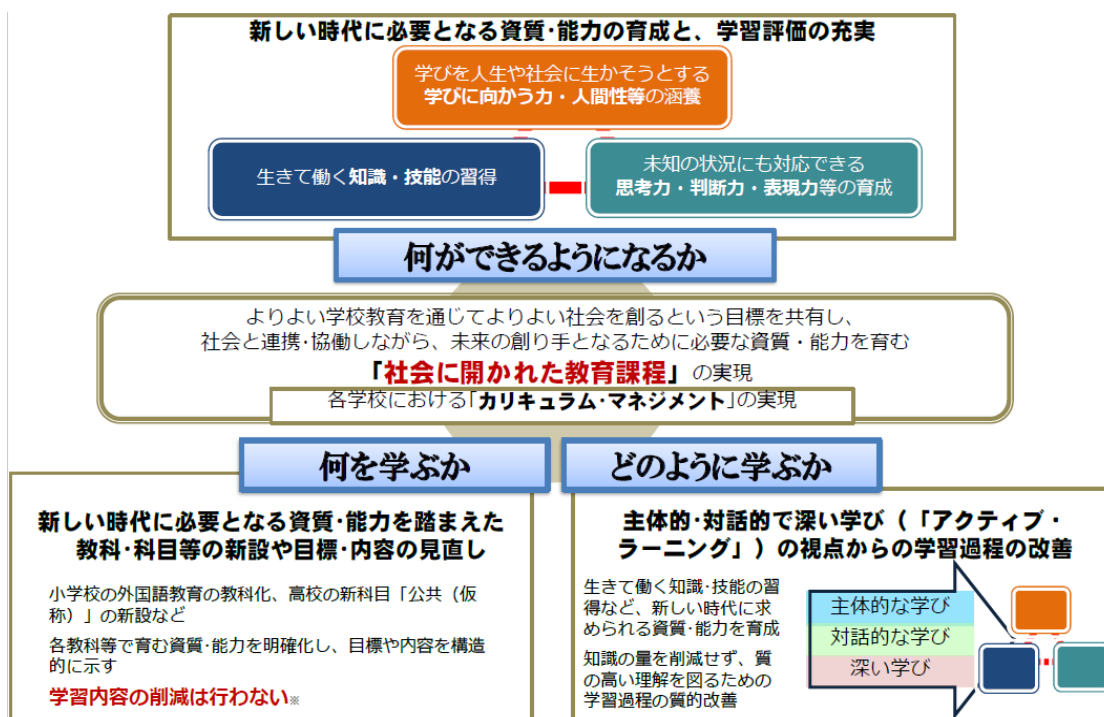 新しい時代に必要となる資質･能力の育成と、学習評価の充実
学びを人生や社会に生かそうとする
学びに向かう力・人間性等の涵養
生きて働く知識・技能の習得
未知の状況にも対応できる
思考力・判断力・表現力等の育成
何ができるようになるか
よりよい学校教育を通じてよりよい社会を創るという目標を共有し、
社会と連携･協働しながら、未来の創り手となるために必要な資質・能力を育む
「社会に開かれた教育課程」の実現
各学校における「カリキュラム･マネジメント」の実現
何を学ぶか
新しい時代に必要となる資質･能力を踏まえた
教科･科目等の新設や目標･内容の見直し
小学校の外国語教育の教科化、高校の新科目「公共（仮
称）」の新設など
各教科等で育む資質･能力を明確化し、目標や内容を構造
的に示す
学習内容の削減は行わない※
どのように学ぶか
主体的･対話的で深い学び（「アクティブ・
ラーニング」）の視点からの学習過程の改善
生きて働く知識･技能の習
得など、新しい時代に求
められる資質･能力を育成
知識の量を削減せず、質
の高い理解を図るための
学習過程の質的改善
主体的な学び
対話的な学び
深い学び